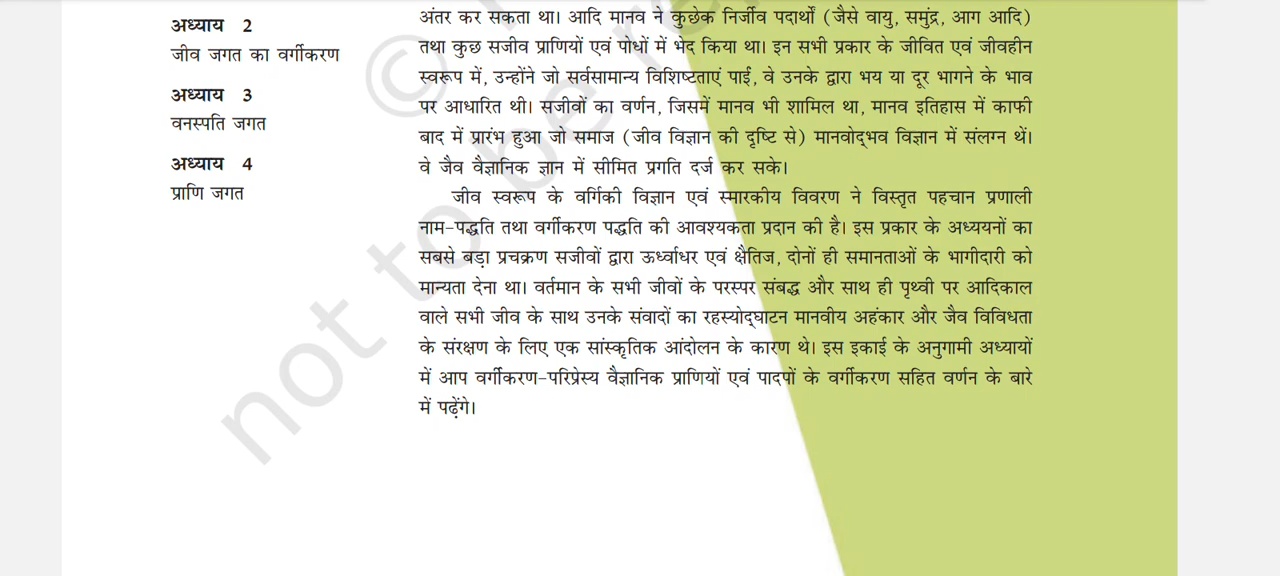 अध्याय 2
जीव जगत का वर्गीकरण
अध्याय 3
वनस्पति जगत
अध्याय 4
प्राणि जगत
अंतर कर सकता था। आदि मानव ने कुछेक निर्जीव पदार्थों (जैसे वायु, समुंद्र, आग आदि)
तथा कुछ सजीव प्राणियों एवं पोधों में भेद किया था। इन सभी प्रकार के जीवित एवं जीवहीन
स्वरूप में, उन्होंने जो सर्वसामान्य विशिष्टताएं पाईं, वे उनके द्वारा भय या दूर भागने के भाव
पर आधारित थी। सजीवों का वर्णन, जिसमें मानव भी शामिल था, मानव इतिहास में काफी
बाद में प्रारंभ हुआ जो समाज (जीव विज्ञान की दृष्टि से) मानवोद्भव विज्ञान में संलग्न थें।
वे जैव वैज्ञानिक ज्ञान में सीमित प्रगति दर्ज कर सके।
जीव स्वरूप के वर्गिकी विज्ञान एवं स्मारकीय विवरण ने विस्तृत पहचान प्रणाली
नाम-पद्धति तथा वर्गीकरण पद्धति की आवश्यकता प्रदान की है। इस प्रकार के अध्ययनों का
सबसे बड़ा प्रचक्रण सजीवों द्वारा ऊर्ध्वाधर एवं क्षैतिज, दोनों ही समानताओं के भागीदारी को
मान्यता देना था। वर्तमान के सभी जीवों के परस्पर संबद्ध और साथ ही पृथ्वी पर आदिकाल
वाले सभी जीव के साथ उनके संवादों का रहस्योद्घाटन मानवीय अहंकार और जैव विविधता
के संरक्षण के लिए एक सांस्कृतिक आंदोलन के कारण थे। इस इकाई के अनुगामी अध्यायों
में आप वर्गीकरण-परिप्रेस्य वैज्ञानिक प्राणियों एवं पादपों के वर्गीकरण सहित वर्णन के बारे
में पढ़ेंगे।
©
not to be re